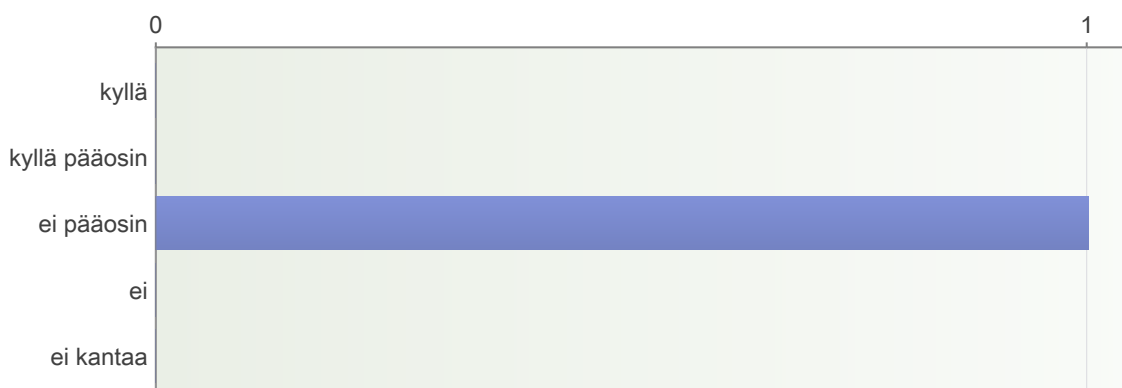 0 1
kyllä
kyllä pääosin
ei pääosin
ei
ei kantaa